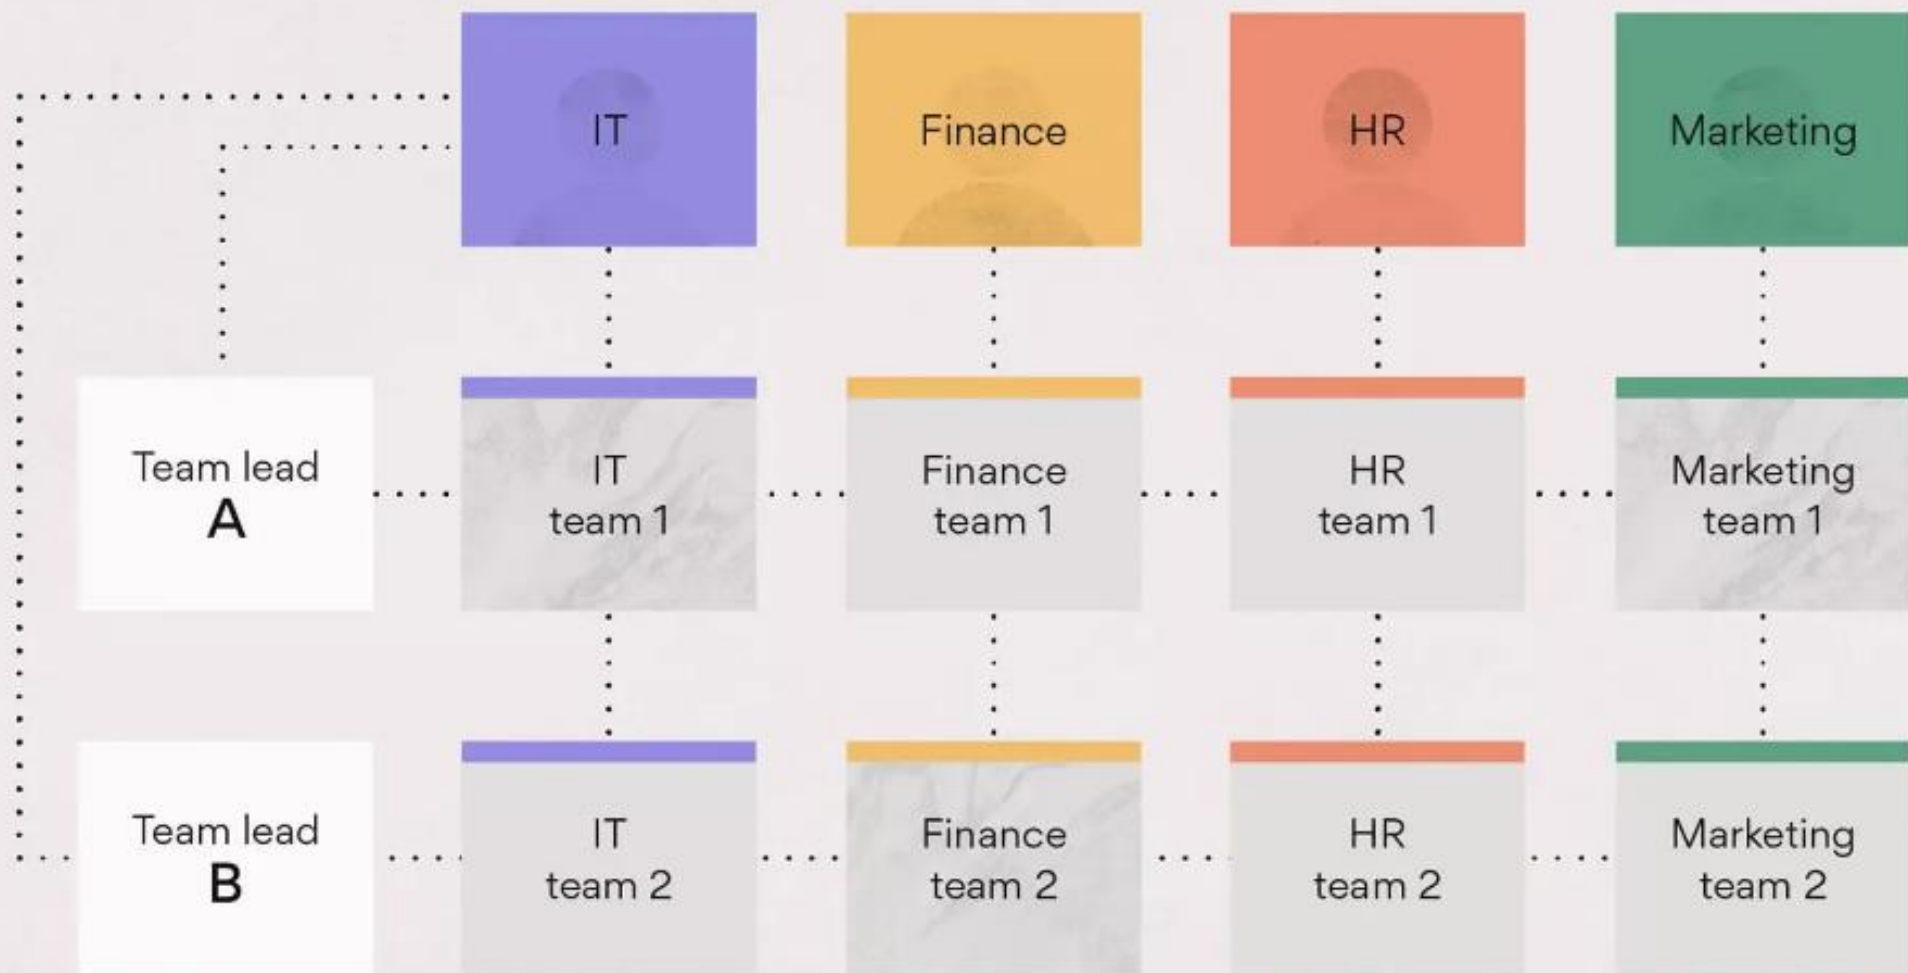 IT
Finance
HR
Marketing
Team lead
A
IT
team 1
Finance
team 1
HR
team 1
Marketing
team 1
Team lead
B
IT
team 2
Finance
team 2
HR
team 2
Marketing
team 2